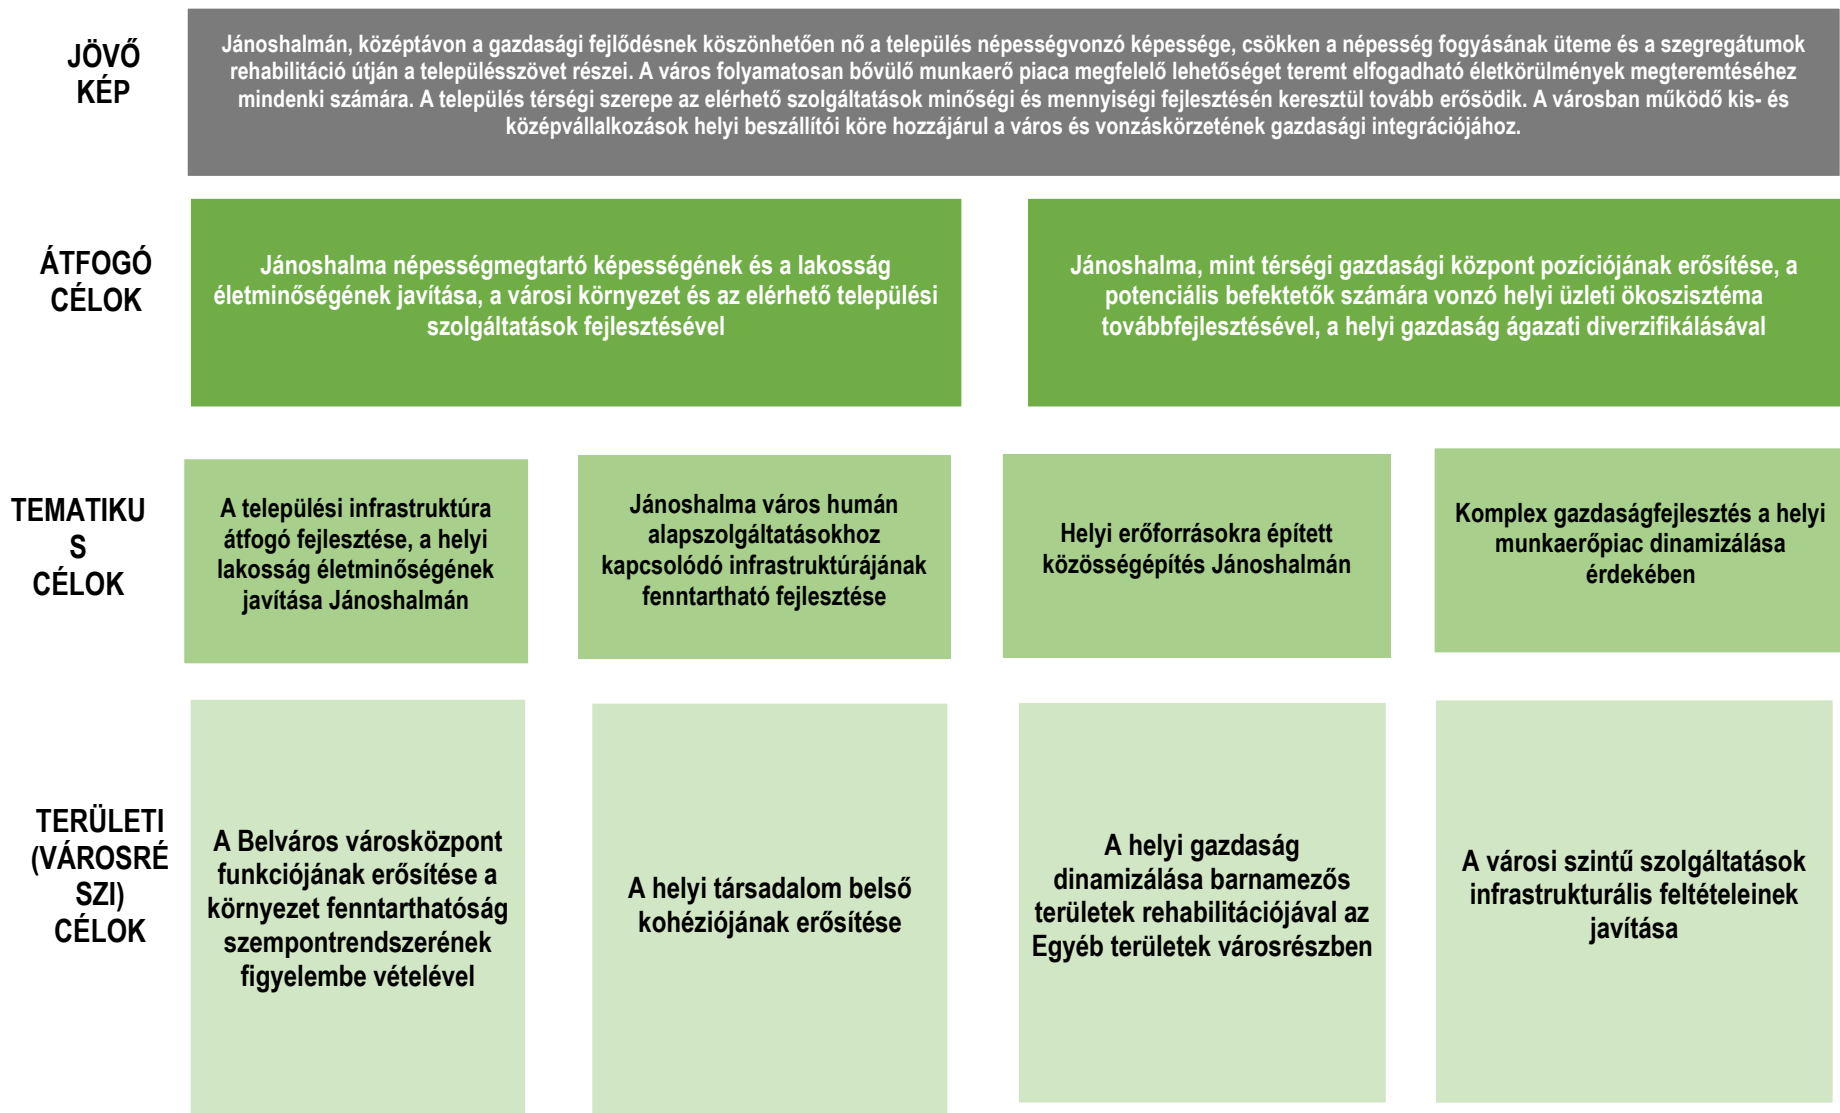 JÖVŐ
KÉP
Jánoshalmán, középtávon a gazdasági fejlődésnek köszönhetően nő a település népességvonzó képessége, csökken a népesség fogyásának üteme és a szegregátumok
rehabilitáció útján a településszövet részei. A város folyamatosan bővülő munkaerő piaca megfelelő lehetőséget teremt elfogadható életkörülmények megteremtéséhez
mindenki számára. A település térségi szerepe az elérhető szolgáltatások minőségi és mennyiségi fejlesztésén keresztül tovább erősödik. A városban működő kis- és
középvállalkozások helyi beszállítói köre hozzájárul a város és vonzáskörzetének gazdasági integrációjához.
ÁTFOGÓ
CÉLOK
Jánoshalma népességmegtartó képességének és a lakosság
életminőségének javítása, a városi környezet és az elérhető települési
szolgáltatások fejlesztésével
Jánoshalma, mint térségi gazdasági központ pozíciójának erősítése, a
potenciális befektetők számára vonzó helyi üzleti ökoszisztéma
továbbfejlesztésével, a helyi gazdaság ágazati diverzifikálásával
TEMATIKU
S
CÉLOK
A települési infrastruktúra
átfogó fejlesztése, a helyi
lakosság életminőségének
javítása Jánoshalmán
Jánoshalma város humán
alapszolgáltatásokhoz
kapcsolódó infrastruktúrájának
fenntartható fejlesztése
Helyi erőforrásokra épített
közösségépítés Jánoshalmán
Komplex gazdaságfejlesztés a helyi
munkaerőpiac dinamizálása
érdekében
TERÜLETI
(VÁROSRÉ
SZI)
CÉLOK
A Belváros városközpont
funkciójának erősítése a
környezet fenntarthatóság
szempontrendszerének
figyelembe vételével
A helyi társadalom belső
kohéziójának erősítése
A helyi gazdaság
dinamizálása barnamezős
területek rehabilitációjával az
Egyéb területek városrészben
A városi szintű szolgáltatások
infrastrukturális feltételeinek
javítása